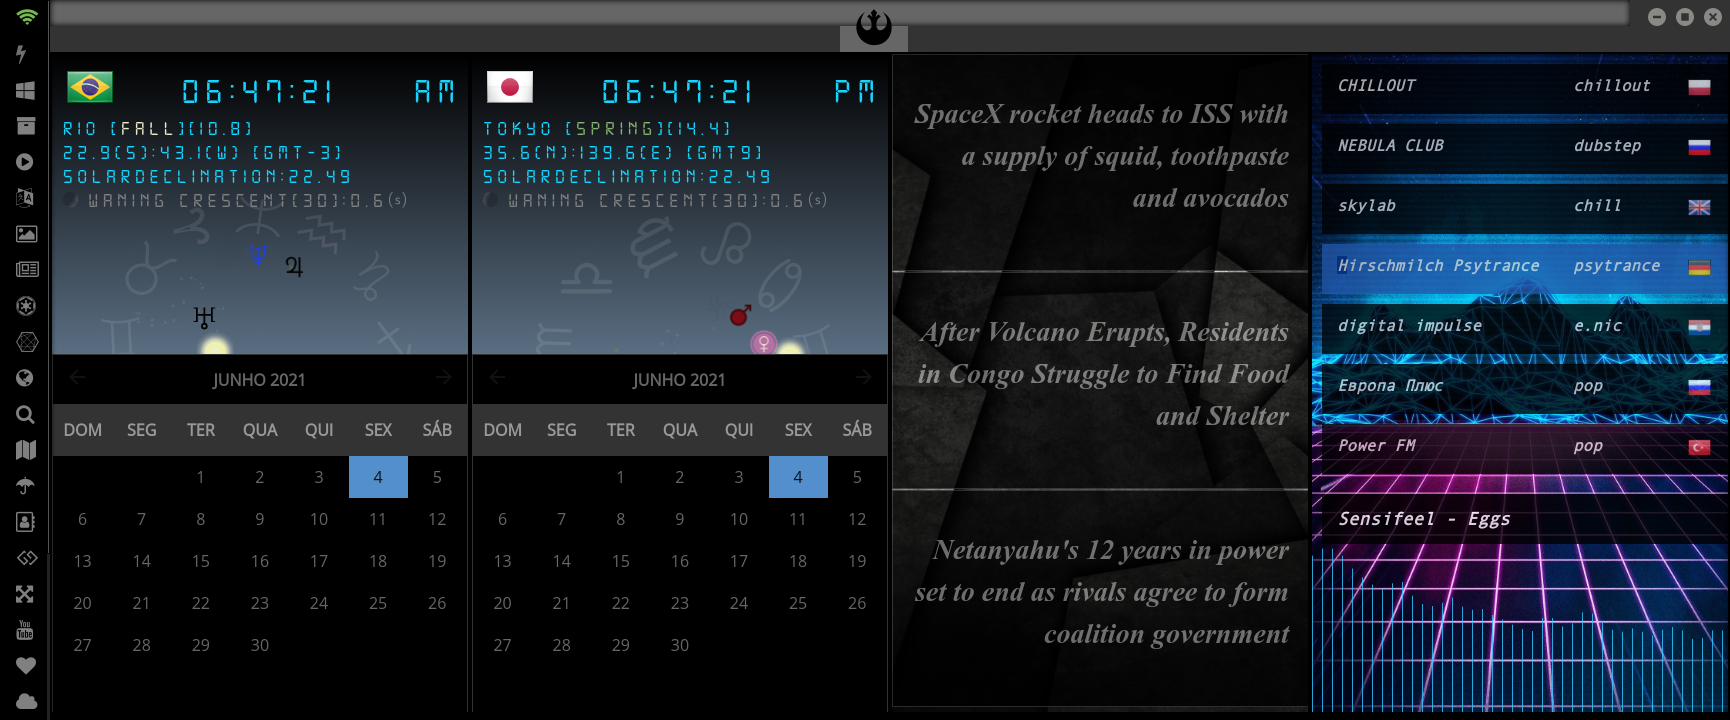 06:47:21 AM
RIO [FALL][10.8]
22.9(S):43.1(W) [GMT-3]
SOLARDECLINATION:22.49
WANING CRESCENT(30):0.6(s)
JUNHO 2021
DOM SEG TER QUA QUI SEX SÁB
1 2 3 4 5
6 7 8 9 10 11 12
13 14 15 16 17 18 19
20 21 22 23 24 25 26
27 28 29 30
06:47:21 PM
TOKYO [SPRING][14.4]
35.6(N):139.6(E) [GMT9]
SOLARDECLINATION:22.49
WANING CRESCENT(30):0.6(s)
JUNHO 2021
DOM SEG TER QUA QUI SEX SÁB
1 2 3 4 5
6 7 8 9 10 11 12
13 14 15 16 17 18 19
20 21 22 23 24 25 26
27 28 29 30
SpaceX rocket heads to ISS with
a supply of squid, toothpaste
and avocados
After Volcano Erupts, Residents
in Congo Struggle to Find Food
and Shelter
Netanyahu's 12 years in power
set to end as rivals agree to form
coalition government
CHILLOUT chillout
NEBULA CLUB dubstep
skylab chill
Hirschmilch Psytrance psytrance
digital impulse e.nic
Европа Плюс pop
Power FM pop
Sensifeel - Eggs
You
Tube